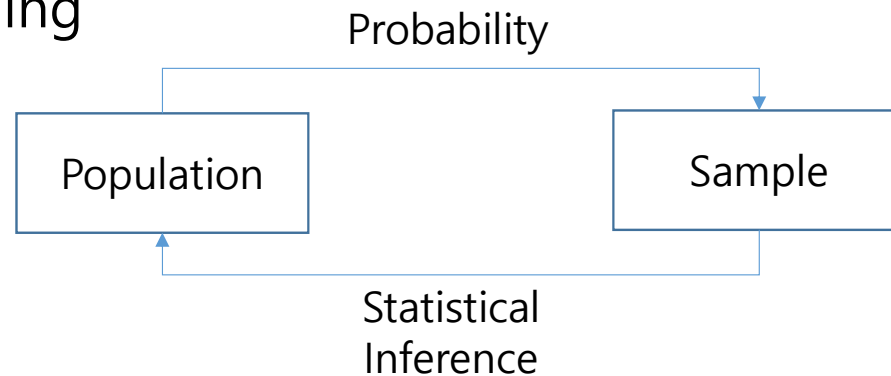 ing
Probability
Population
Sample
Statistical
Inference